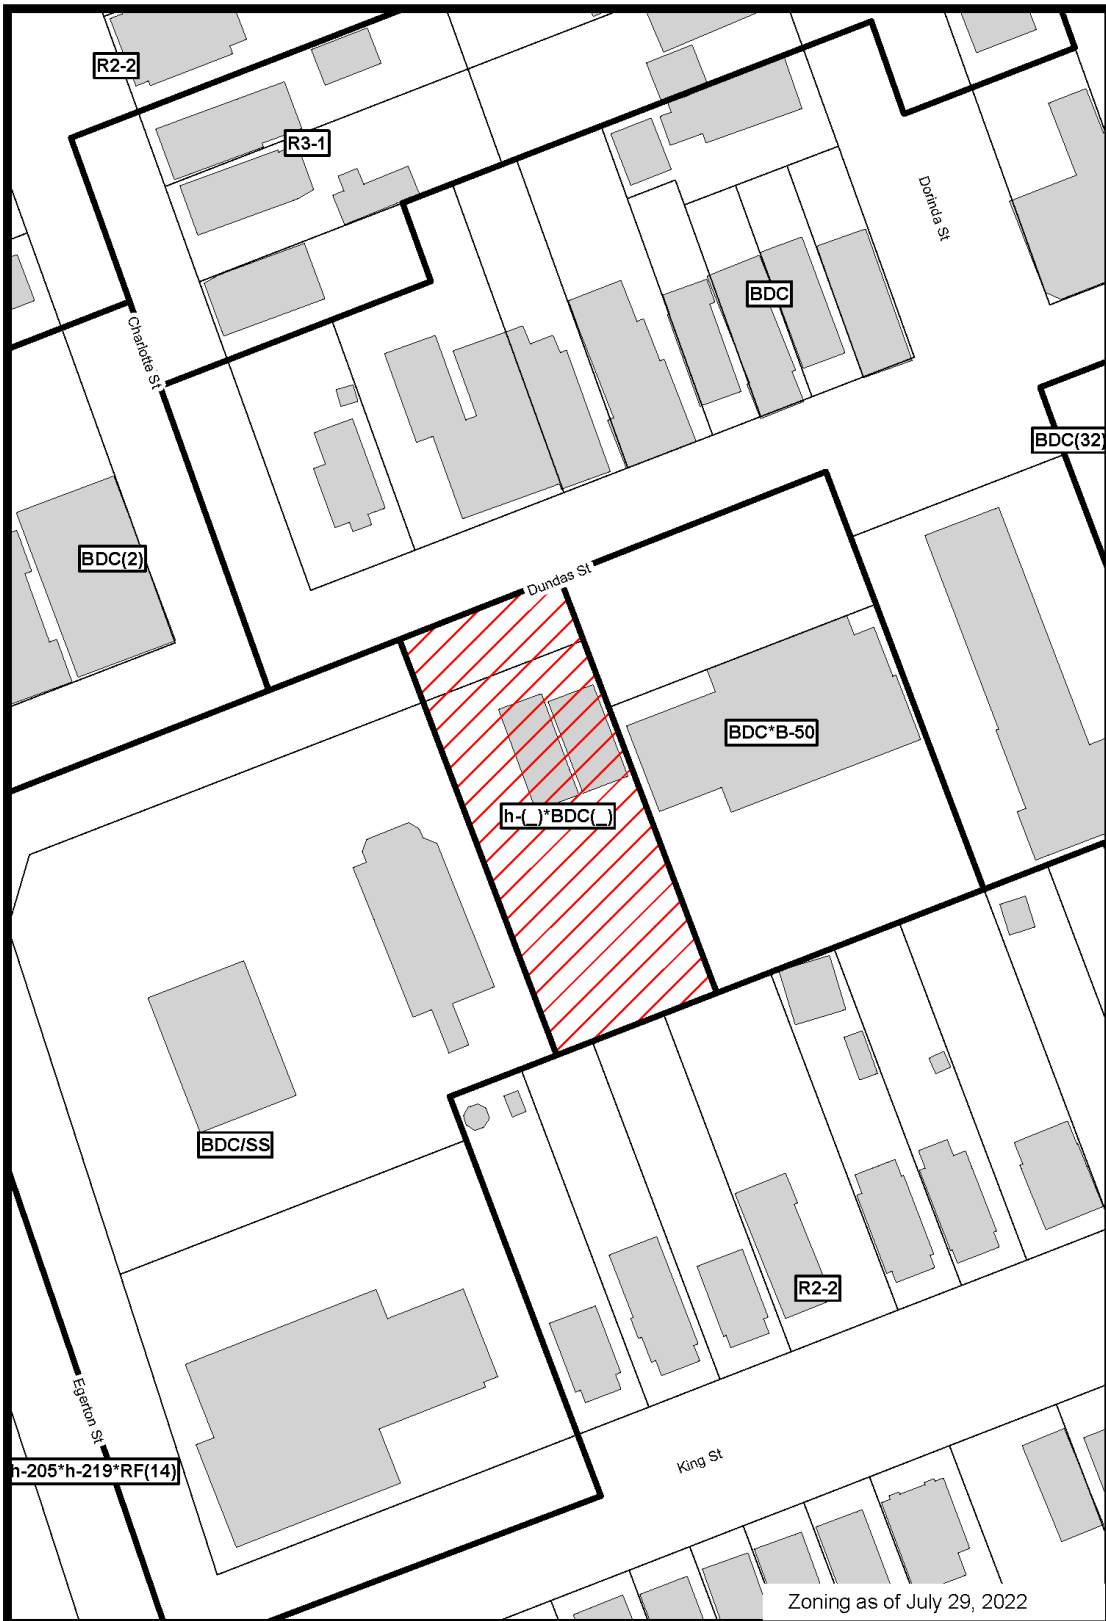 R2-2
R3-1
Dorinda St
BDC
Charlotte St
BDC(32)
BDC(2)
Dundas St
BDC*B-50
h-(_)*BDC(_)
BDC/SS
R2-2
Egerton St
King St
h-205*h-219*RF(14)
Zoning as of July 29, 2022